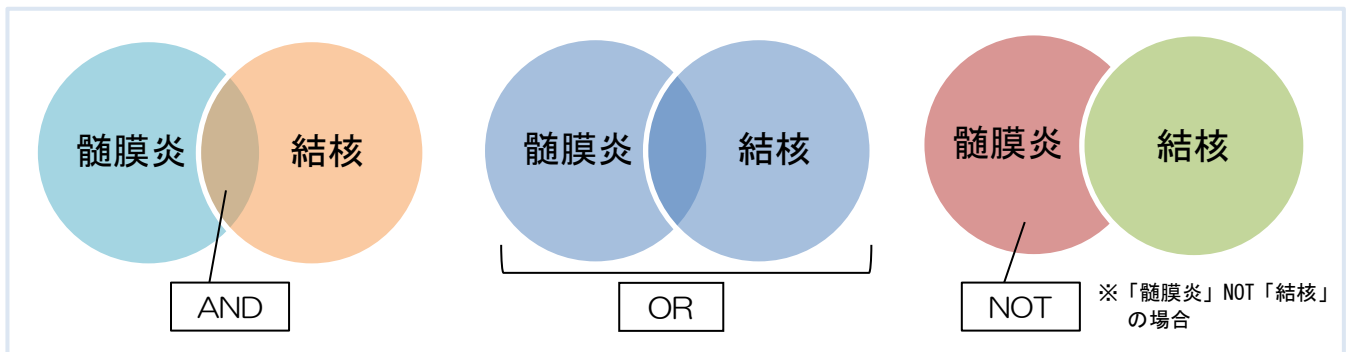 髄膜炎
結核
AND
髄膜炎
結核
OR
髄膜炎
結核
NOT
※「髄膜炎」NOT「結核」
の場合